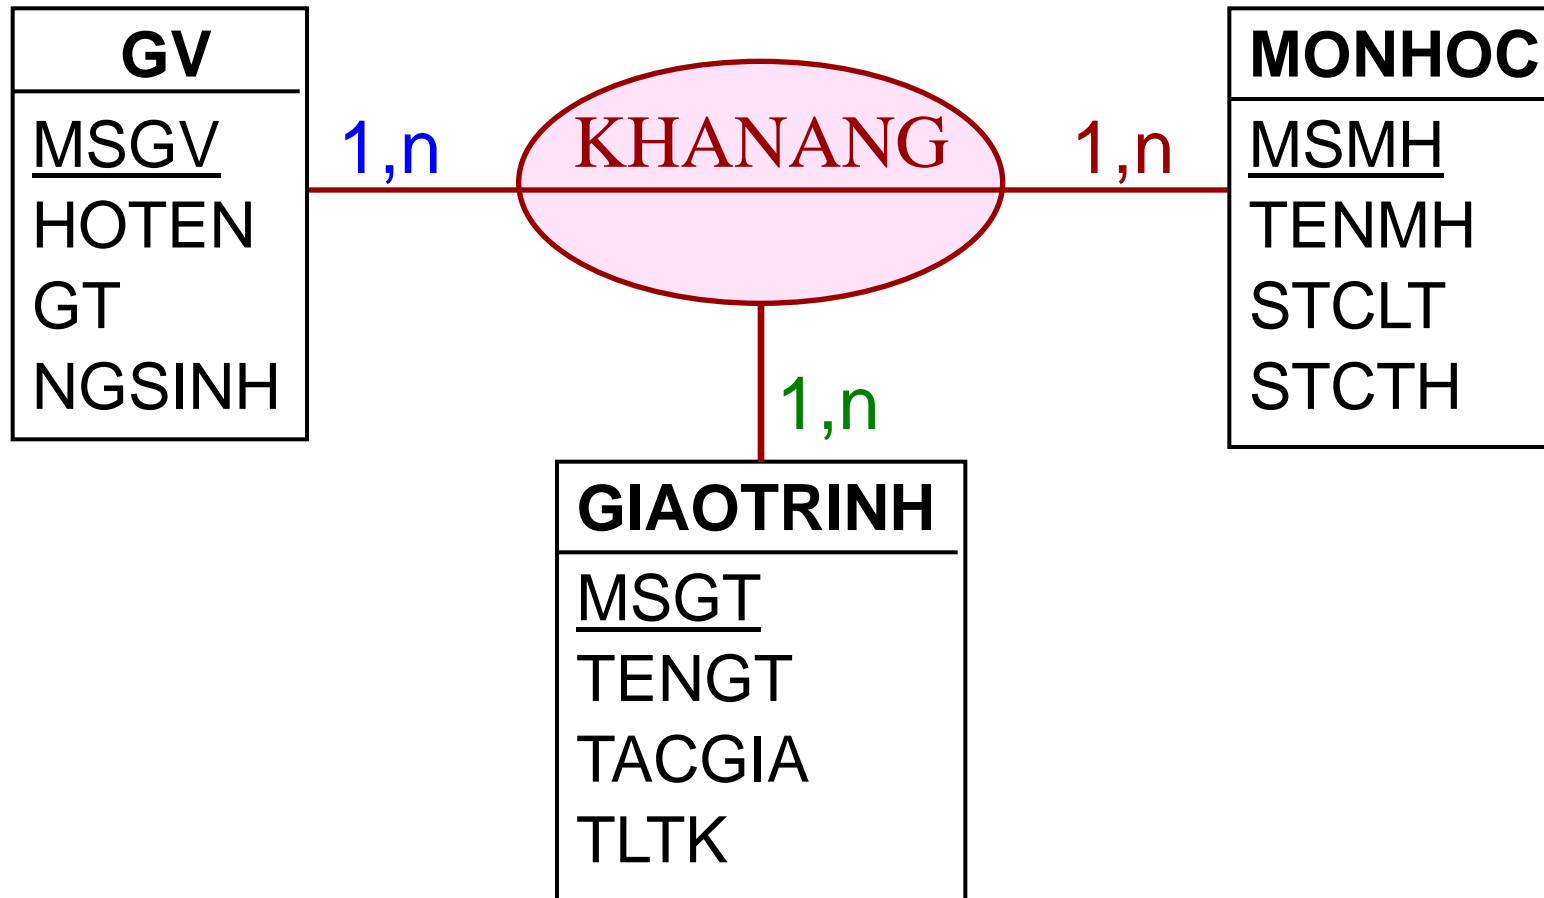 GV
MSGV
HOTEN
GT
NGSINH
1,n
KHANANG
1,n
MONHOC
MSMH
TENMH
STCLT
STCTH
1,n
GIAOTRINH
MSGT
TENGT
TACGIA
TLTK